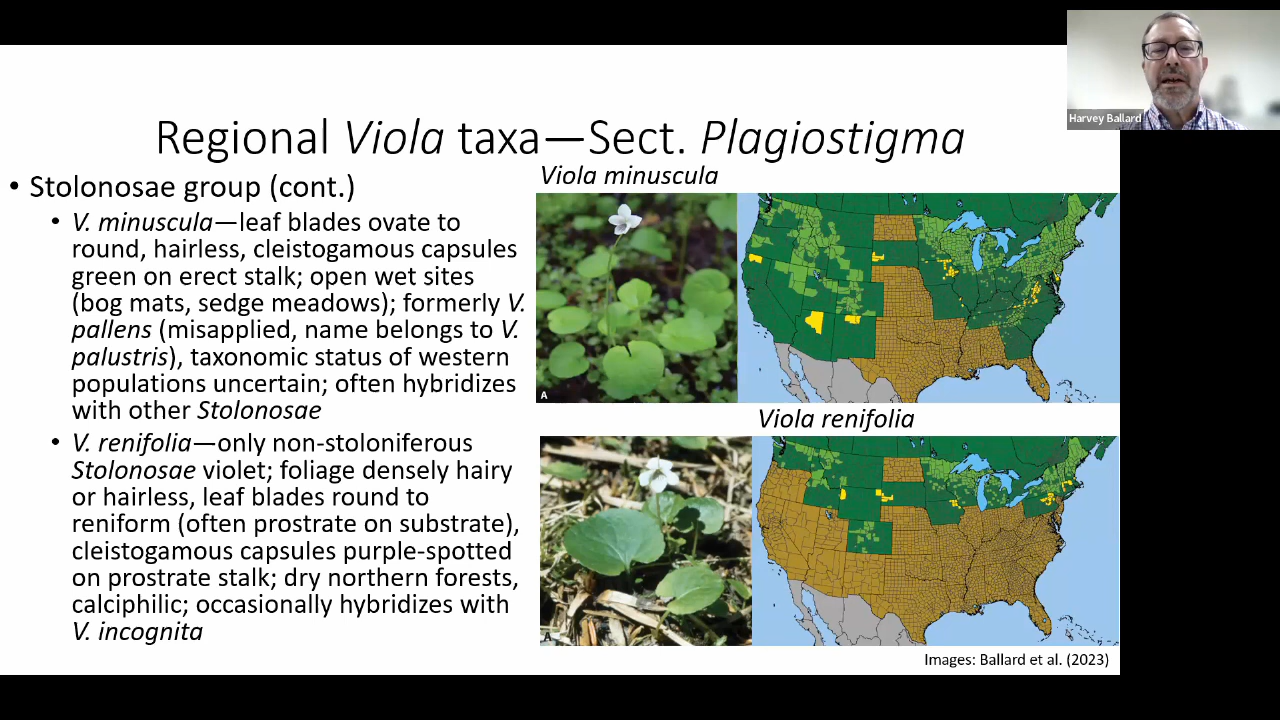 Harvey Ballard
Regional Viola taxa—Sect. Plagiostigma
• Stolonosae group (cont.)
• V. minuscula—leaf blades ovate to
round, hairless, cleistogamous capsules
green on erect stalk; open wet sites
(bog mats, sedge meadows); formerly V.
pallens (misapplied, name belongs to V.
palustris), taxonomic status of western
populations uncertain; often hybridizes
with other Stolonosae
• V. renifolia—only non-stoloniferous
Stolonosae violet; foliage densely hairy
or hairless, leaf blades round to
reniform (often prostrate on substrate),
cleistogamous capsules purple-spotted
on prostrate stalk; dry northern forests,
calciphilic; occasionally hybridizes with
V. incognita
Viola minuscula
A
Viola renifolia
A
Images: Ballard et al. (2023)